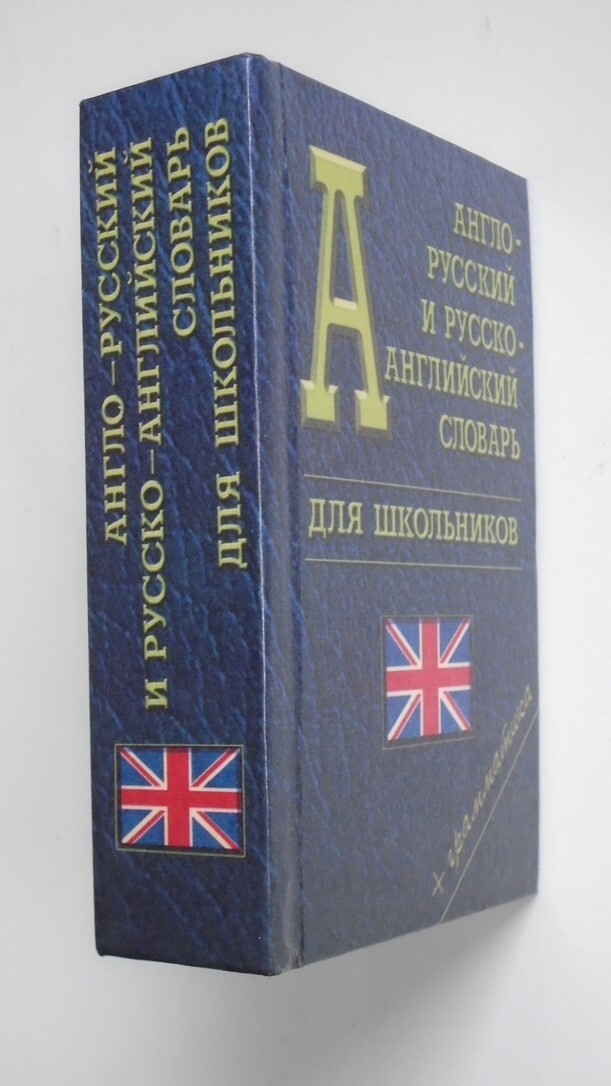 АНГЛО–РУССКИЙ
И РУССКО–АНГЛИЙСКИЙ
СЛОВАРЬ
ДЛЯ ШКОЛЬНИКОВ
А
АНГЛО-
РУССКИЙ
И РУССКО-
АНГЛИЙСКИЙ
СЛОВАРЬ
ДЛЯ ШКОЛЬНИКОВ
+ грамматика